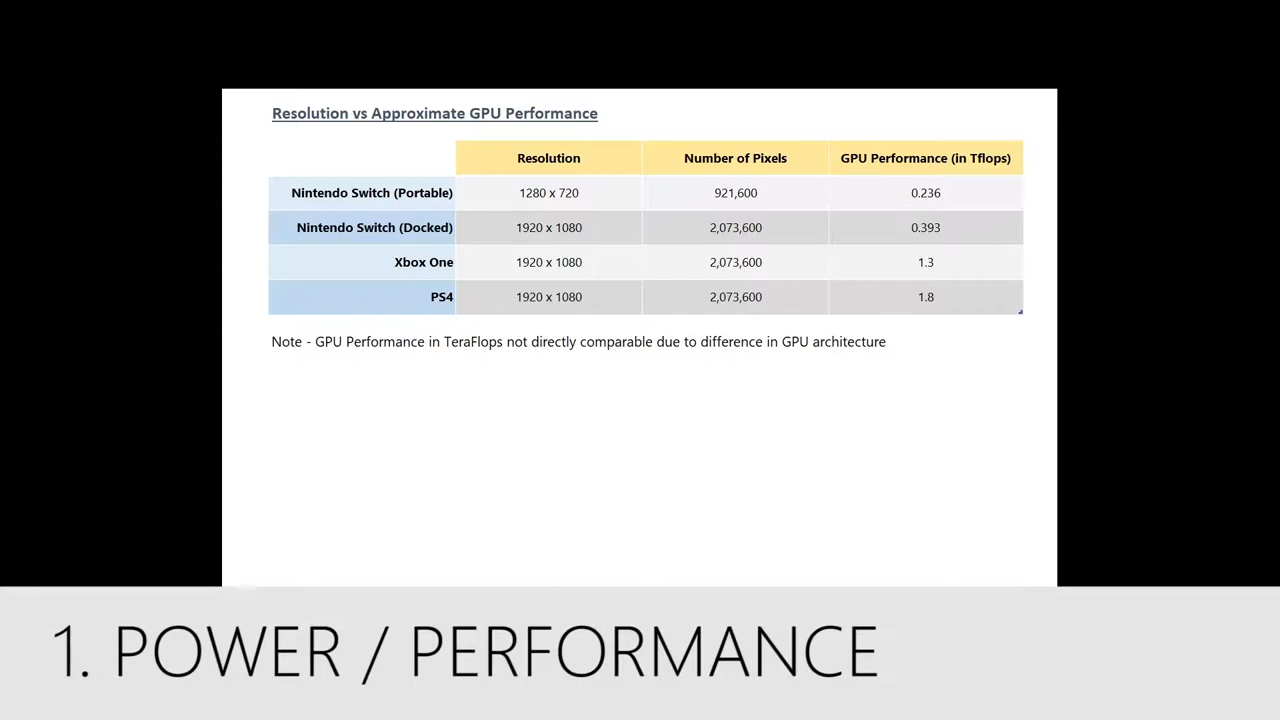 Resolution vs Approximate GPU Performance
Resolution Number of Pixels GPU Performance (in Tflops)
Nintendo Switch (Portable) 1280 x 720 921,600 0.236
Nintendo Switch (Docked) 1920 x 1080 2,073,600 0.393
Xbox One 1920 x 1080 2,073,600 1.3
PS4 1920 x 1080 2,073,600 1.8
Note - GPU Performance in TeraFlops not directly comparable due to difference in GPU architecture
1. POWER / PERFORMANCE